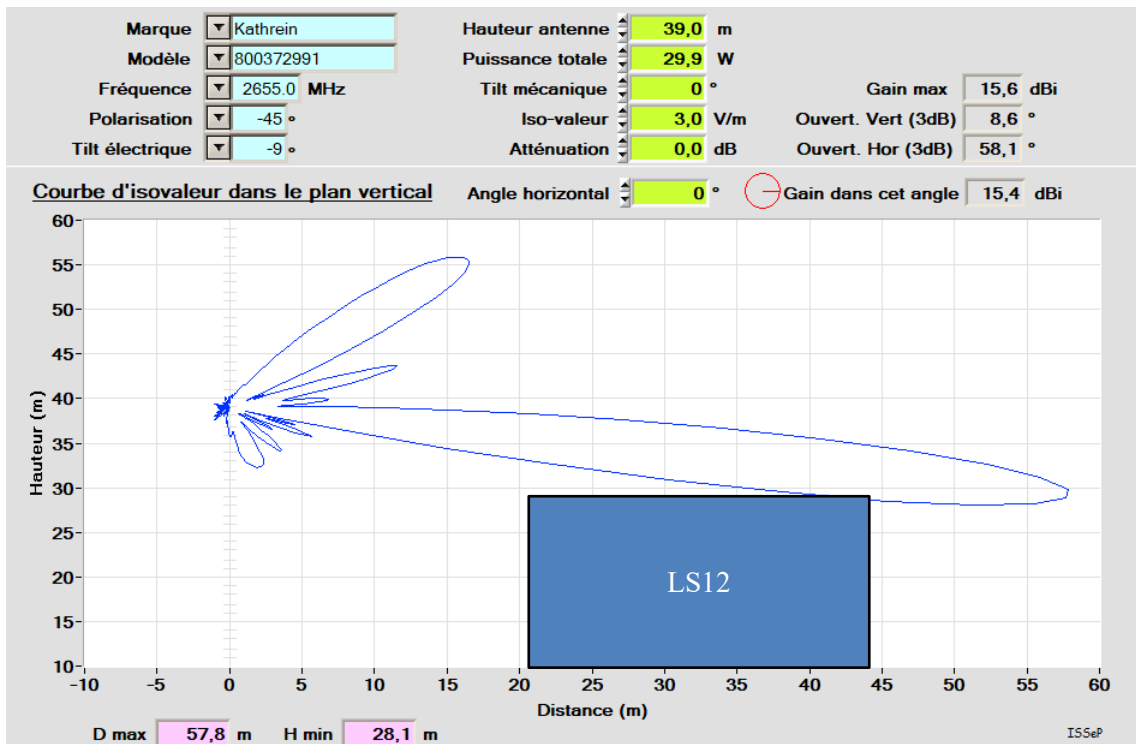 Marque Kathrein Hauteur antenne 39,0 m
Modèle 800372991 Puissance totale 29,9 W
Fréquence 2655.0 MHz Tilt mécanique 0 ° Gain max 15,6 dBi
Polarisation -45 ° Iso-valeur 3,0 V/m Ouvert. Vert (3dB) 8,6 °
Tilt électrique -9 ° Atténuation 0,0 dB Ouvert. Hor (3dB) 58,1 °
Courbe d'isovaleur dans le plan vertical Angle horizontal 0 ° Gain dans cet angle 15,4 dBi
60
55
50
45
40
35
30
25
20
15
10
Hauteur (m)
LS12
-10 -5 0 5 10 15 20 25 30 35 40 45 50 55 60
Distance (m)
D max 57,8 m H min 28,1 m ISSeP